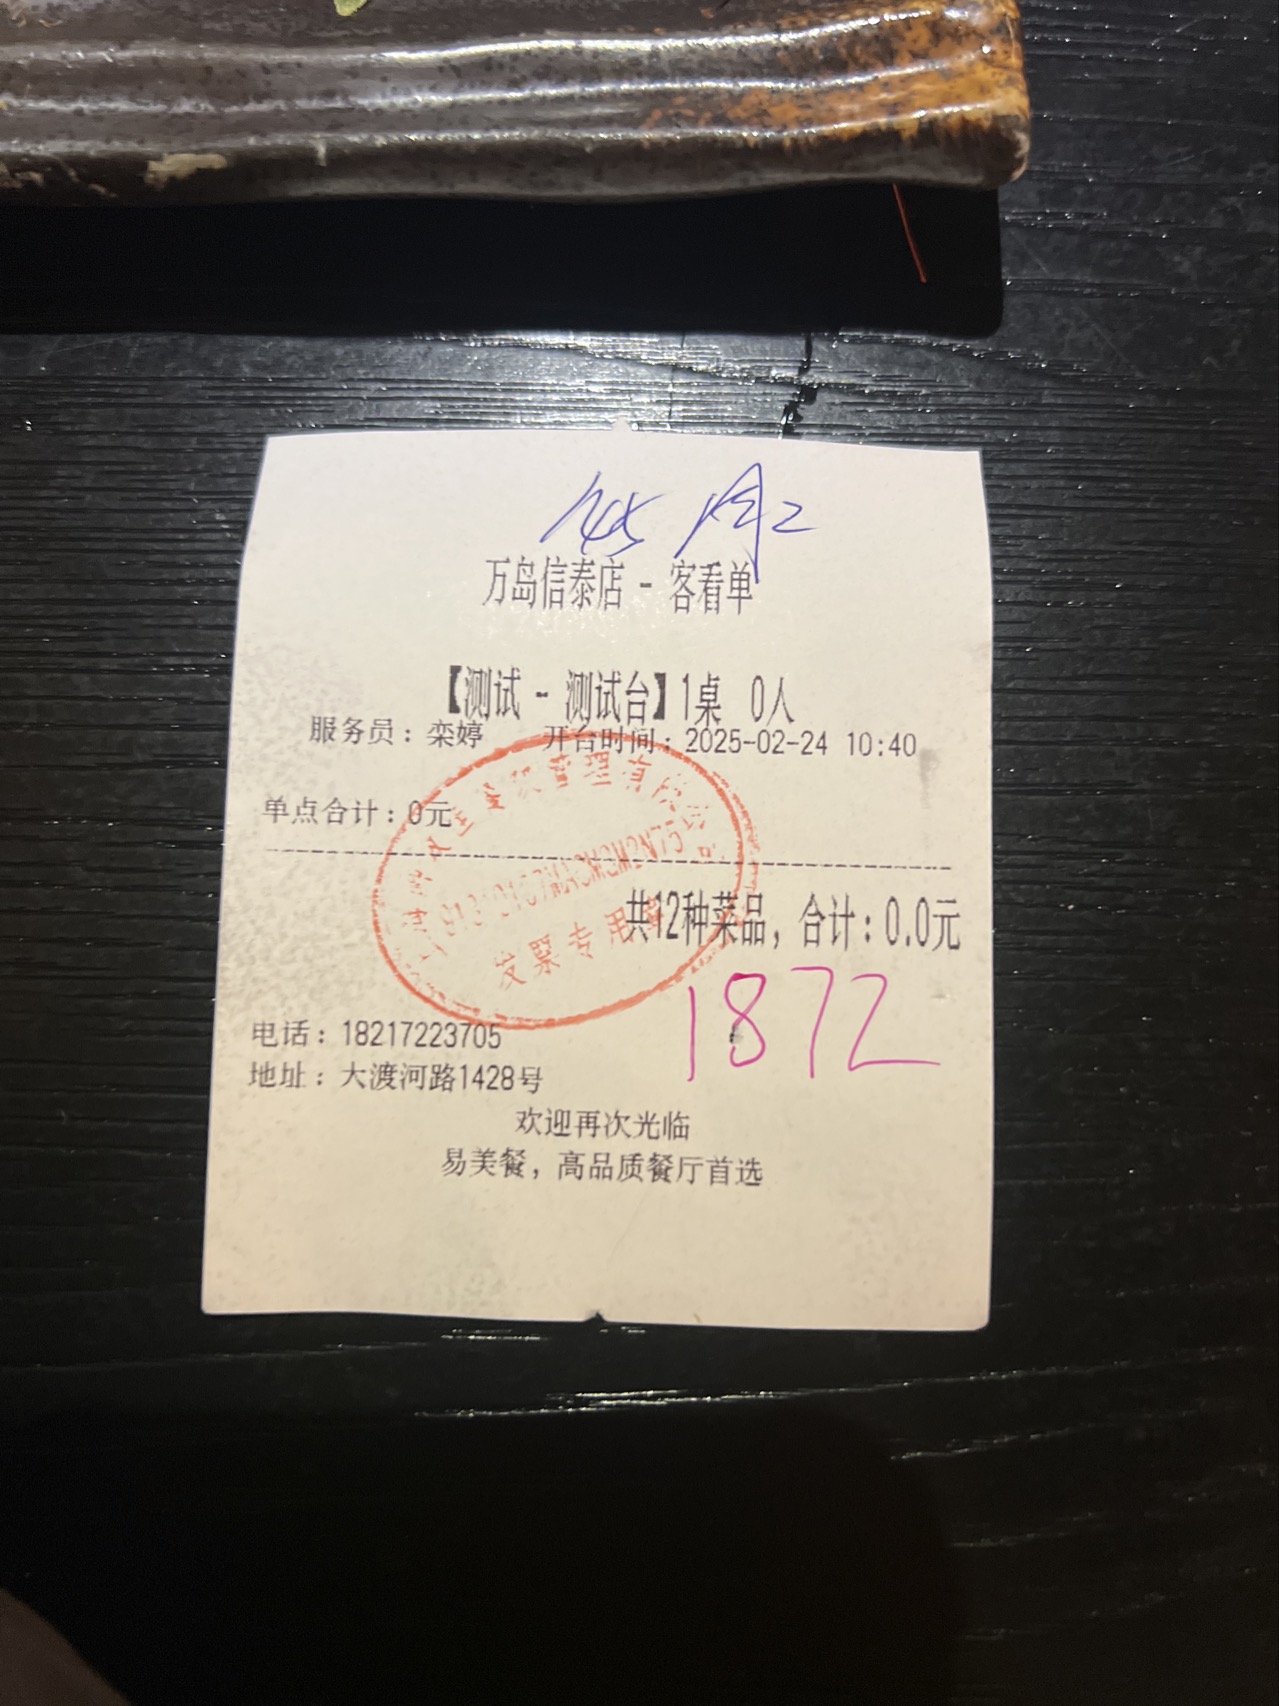 万岛信泰店 - 客看单
【测试 - 测试台】1桌 0人
服务员：栾婷 开台时间：2025-02-24 10:40
单点合计：0元
共12种菜品，合计：0.0元
发票专用章
1872
电话：18217223705
地址：大渡河路1428号
欢迎再次光临
易美餐，高品质餐厅首选